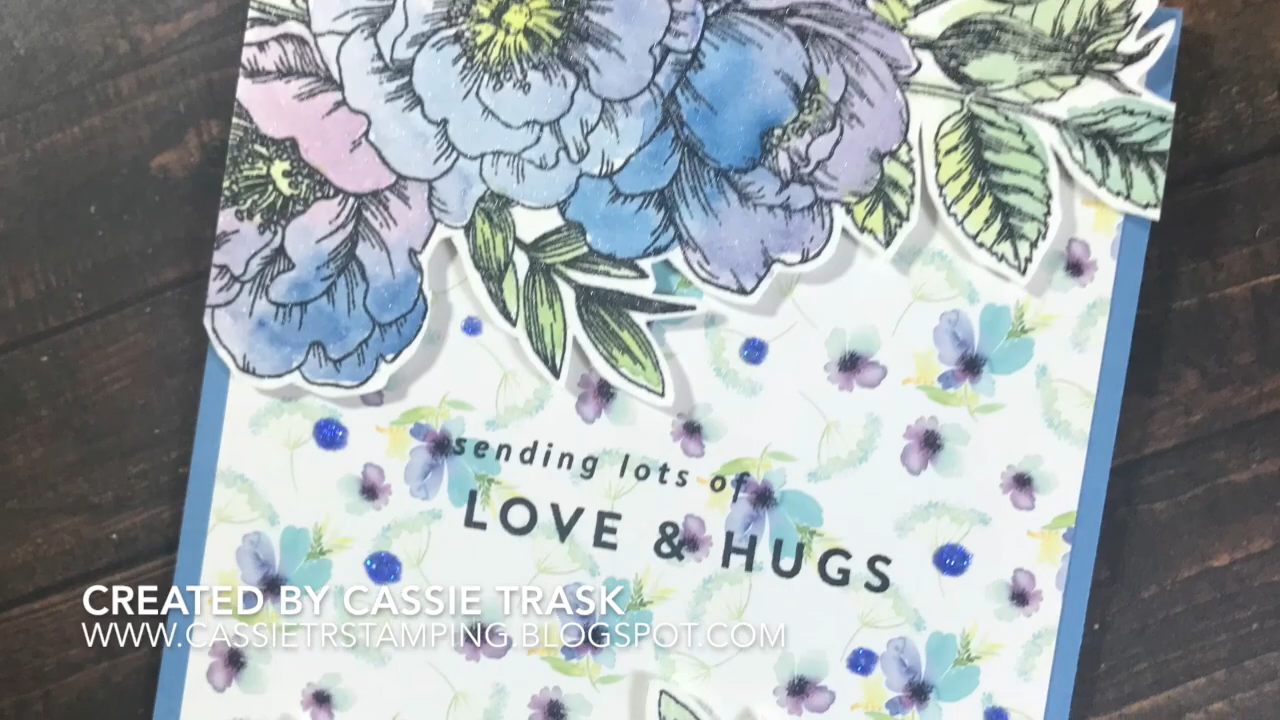 sending lots of
LOVE & HUGS
CREATED BY CASSIE TRASK
WWW.CASSIETRSTAMPING.BLOGSPOT.COM